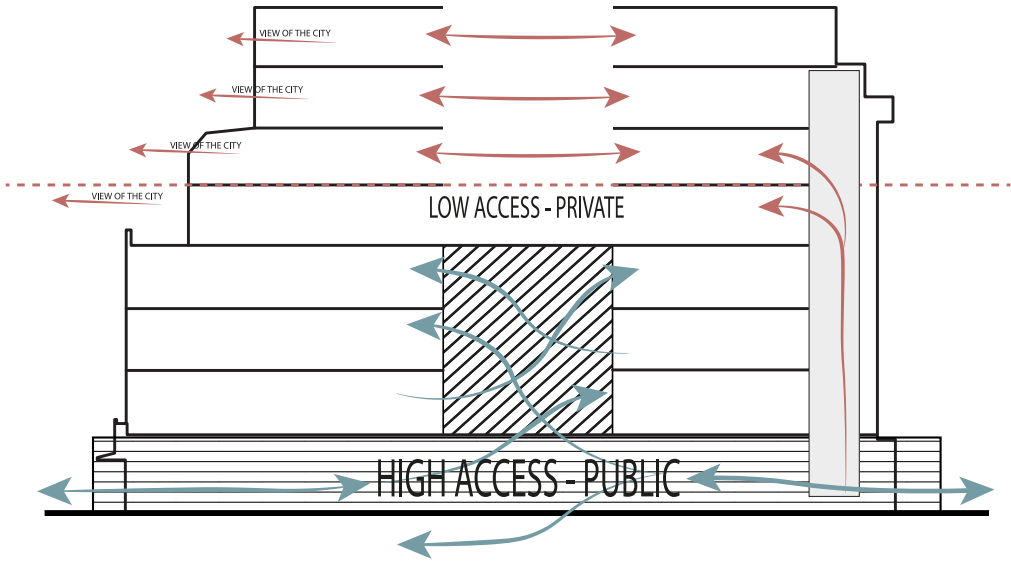 VIEW OF THE CITY
VIEW OF THE CITY
VIEW OF THE CITY
VIEW OF THE CITY
LOW ACCESS - PRIVATE
HIGH ACCESS - PUBLIC